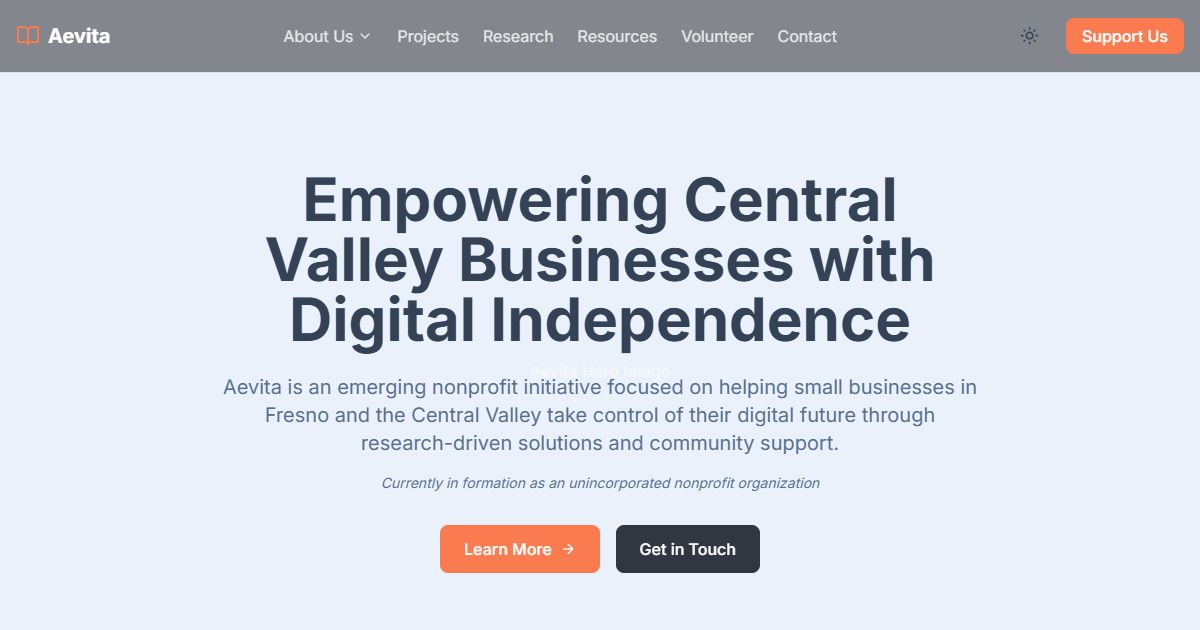 Aevita
About Us
Projects
Research
Resources
Volunteer
Contact
Support Us
Empowering Central
Valley Businesses with
Digital Independence
Aevita Hero Image
Aevita is an emerging nonprofit initiative focused on helping small businesses in
Fresno and the Central Valley take control of their digital future through
research-driven solutions and community support.
Currently in formation as an unincorporated nonprofit organization
Learn More
Get in Touch